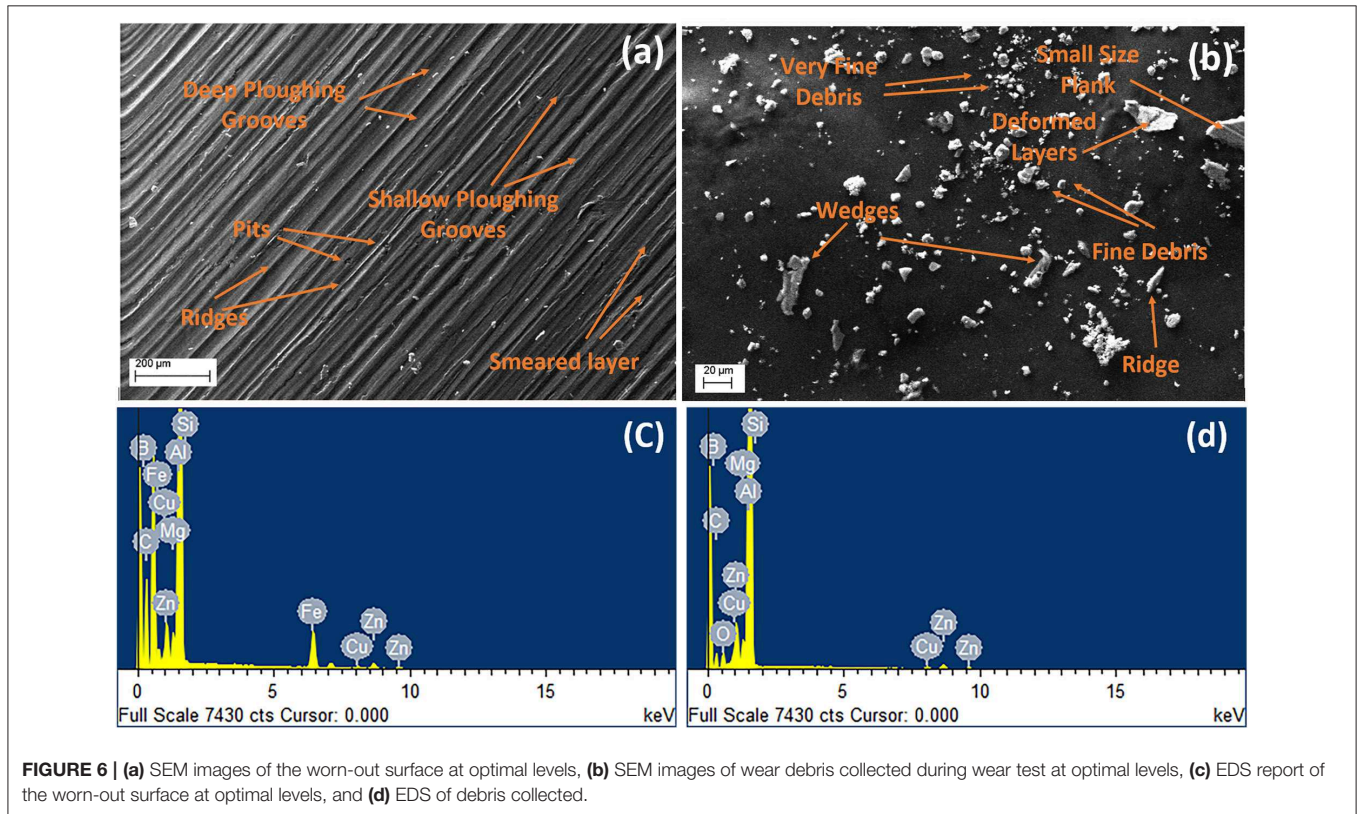 (a)
Deep Ploughing
Grooves
Shallow Ploughing
Grooves
Pits
Ridges
Smeared layer
200 µm
(b)
Very Fine
Debris
Small Size
Flank
Deformed
Layers
Wedges
Fine Debris
Ridge
20 µm
(C)
Si
B
Al
Fe
Cu
Mg
C
Zn
Fe
Zn
Cu
Zn
0 5 10 15
Full Scale 7430 cts Cursor: 0.000 keV
(d)
Si
B
Mg
Al
C
Zn
Cu
O
Zn
Cu
Zn
0 5 10 15
Full Scale 7430 cts Cursor: 0.000 keV
FIGURE 6 | (a) SEM images of the worn-out surface at optimal levels, (b) SEM images of wear debris collected during wear test at optimal levels, (c) EDS report of
the worn-out surface at optimal levels, and (d) EDS of debris collected.